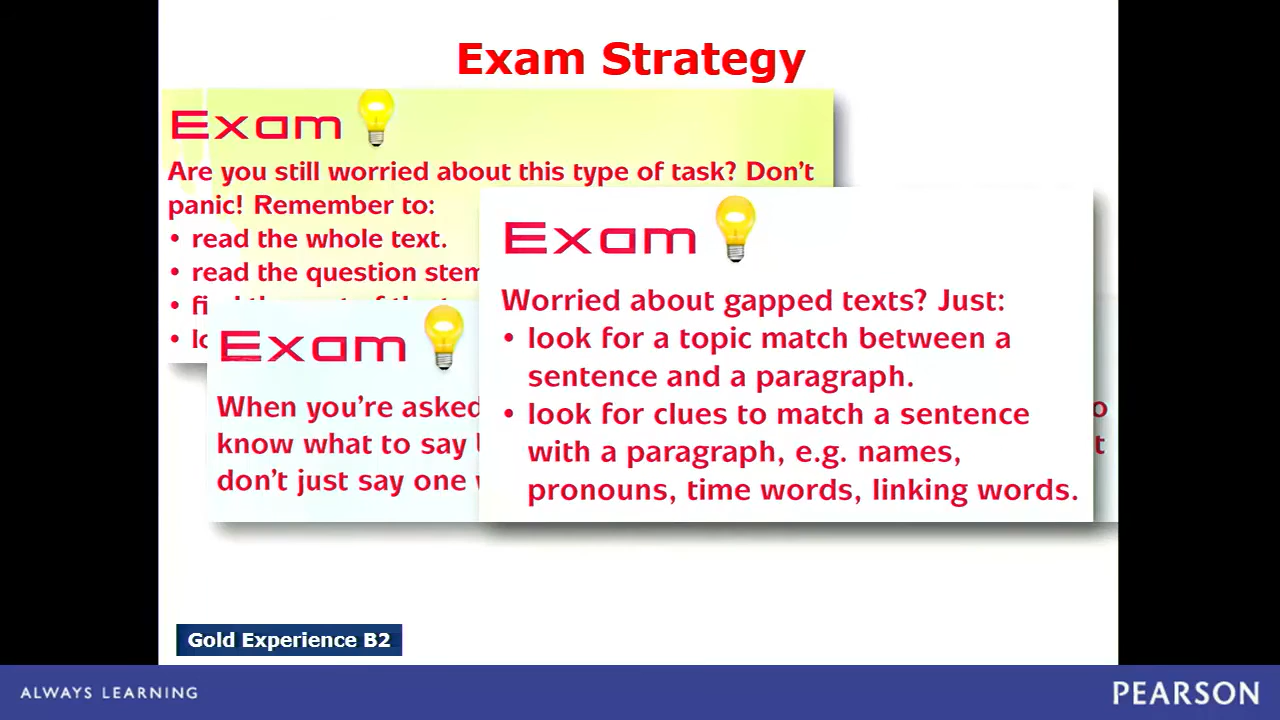 Exam Strategy
Exam
Are you still worried about this type of task? Don't
panic! Remember to:
• read the whole text.
• read the question stem
Exam
When you're asked
know what to say
don't just say one
Exam
Worried about gapped texts? Just:
• look for a topic match between a
sentence and a paragraph.
• look for clues to match a sentence
with a paragraph, e.g. names,
pronouns, time words, linking words.
Gold Experience B2
ALWAYS LEARNING
PEARSON